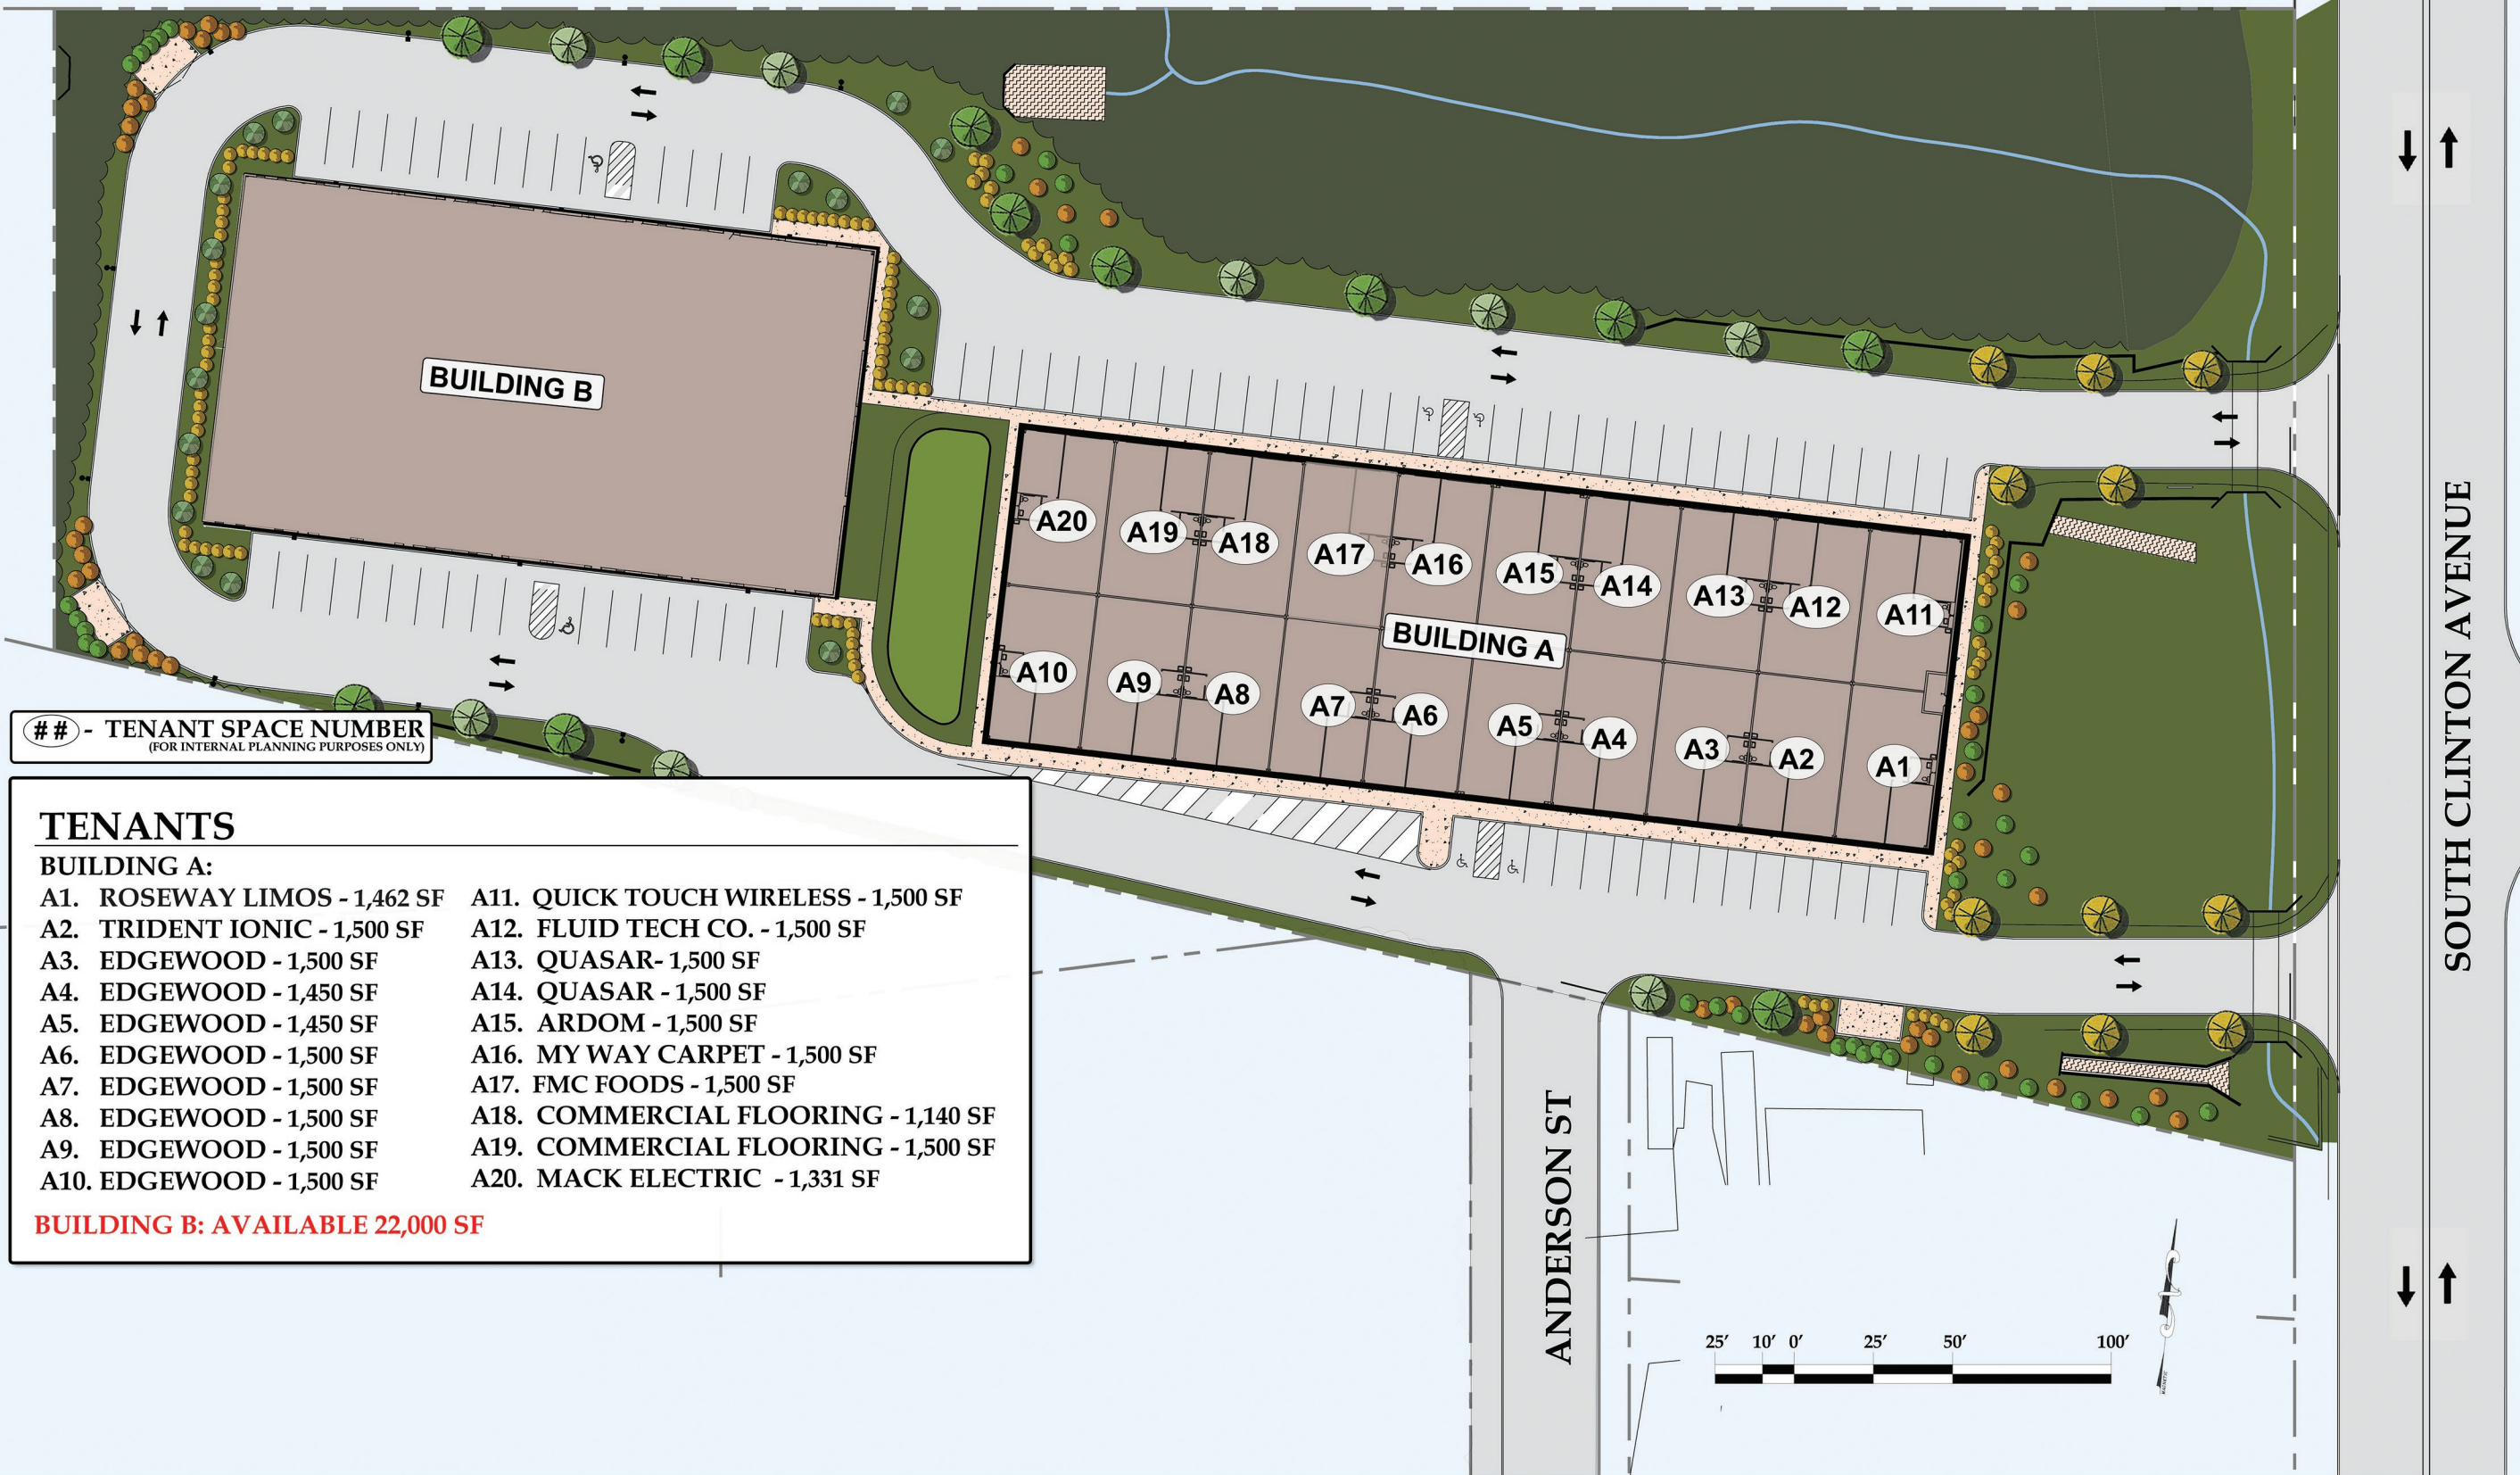 BUILDING B
A20
A19
A18
A17
A16
A15
A14
A13
A12
A11
BUILDING A
A10
A9
A8
A7
A6
A5
A4
A3
A2
A1
SOUTH CLINTON AVENUE
ANDERSON ST
## - TENANT SPACE NUMBER
(FOR INTERNAL PLANNING PURPOSES ONLY)
TENANTS
BUILDING A:
A1. ROSEWAY LIMOS - 1,462 SF
A2. TRIDENT IONIC - 1,500 SF
A3. EDGEWOOD - 1,500 SF
A4. EDGEWOOD - 1,450 SF
A5. EDGEWOOD - 1,450 SF
A6. EDGEWOOD - 1,500 SF
A7. EDGEWOOD - 1,500 SF
A8. EDGEWOOD - 1,500 SF
A9. EDGEWOOD - 1,500 SF
A10. EDGEWOOD - 1,500 SF
A11. QUICK TOUCH WIRELESS - 1,500 SF
A12. FLUID TECH CO. - 1,500 SF
A13. QUASAR- 1,500 SF
A14. QUASAR - 1,500 SF
A15. ARDOM - 1,500 SF
A16. MY WAY CARPET - 1,500 SF
A17. FMC FOODS - 1,500 SF
A18. COMMERCIAL FLOORING - 1,140 SF
A19. COMMERCIAL FLOORING - 1,500 SF
A20. MACK ELECTRIC - 1,331 SF
BUILDING B: AVAILABLE 22,000 SF
25′ 10′ 0′ 25′ 50′ 100′